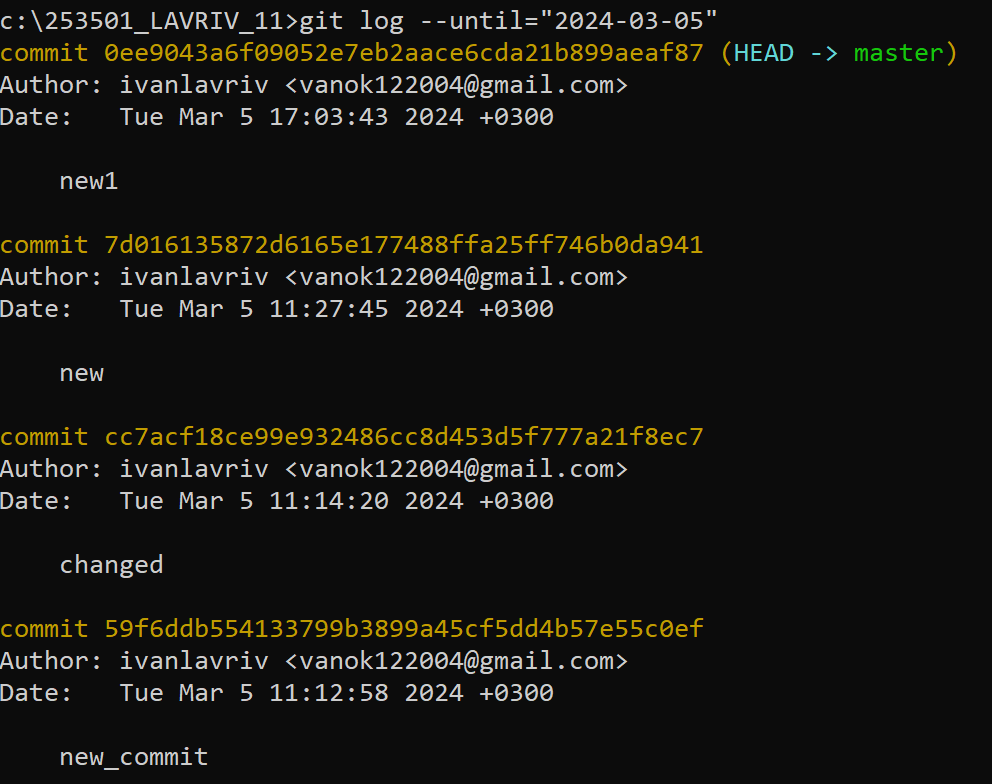 c:\253501_LAVRIV_11>git log --until="2024-03-05"
commit 0ee9043a6f09052e7eb2aace6cda21b899aeaf87 (HEAD -> master)
Author: ivanlavriv <vanok122004@gmail.com>
Date:   Tue Mar 5 17:03:43 2024 +0300
    new1
commit 7d016135872d6165e177488ffa25ff746b0da941
Author: ivanlavriv <vanok122004@gmail.com>
Date:   Tue Mar 5 11:27:45 2024 +0300
    new
commit cc7acf18ce99e932486cc8d453d5f777a21f8ec7
Author: ivanlavriv <vanok122004@gmail.com>
Date:   Tue Mar 5 11:14:20 2024 +0300
    changed
commit 59f6ddb554133799b3899a45cf5dd4b57e55c0ef
Author: ivanlavriv <vanok122004@gmail.com>
Date:   Tue Mar 5 11:12:58 2024 +0300
    new_commit